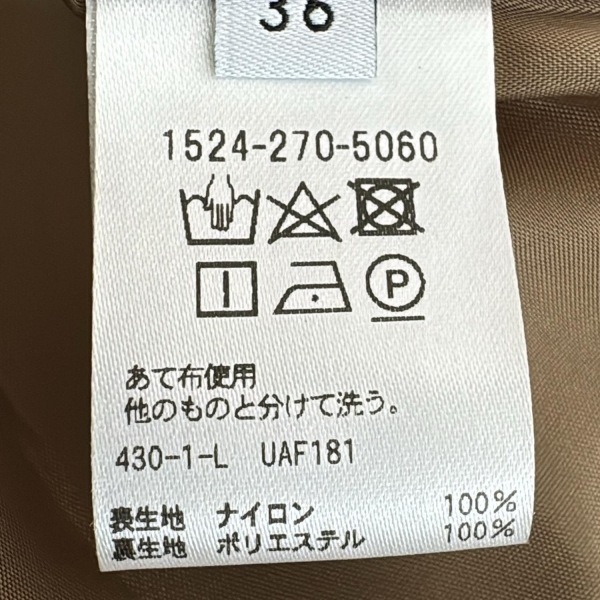 36
1524-270-5060
P
あて布使用
他のものと分けて洗う。
430-1-L UAF181
表生地 ナイロン 100%
裏生地 ポリエステル 100%